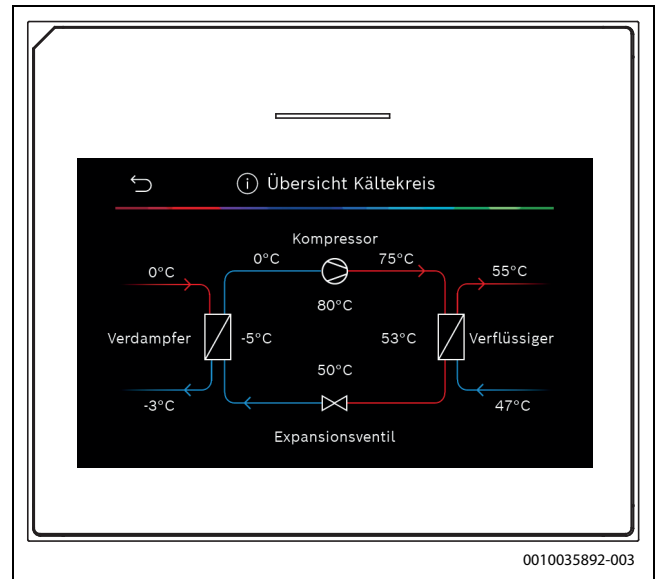 Übersicht Kältekreis
Kompressor
0°C
0°C
75°C
55°C
80°C
Verdampfer
-5°C
53°C
Verflüssiger
50°C
-3°C
47°C
Expansionsventil
0010035892-003